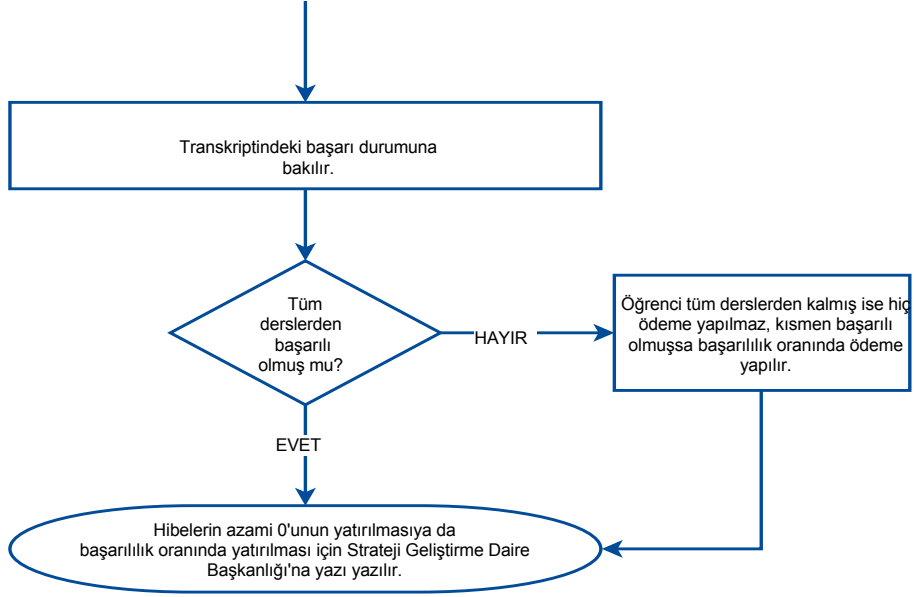 Transkriptindeki başarı durumuna
bakılır.
Tüm
derslerden
başarılı
olmuş mu?
HAYIR
Öğrenci tüm derslerden kalmış ise hiç
ödeme yapılmaz, kısmen başarılı
olmuşsa başarılılık oranında ödeme
yapılır.
EVET
Hibelerin azami 0'unun yatırılmasıya da
başarılılık oranında yatırılması için Strateji Geliştirme Daire
Başkanlığı'na yazı yazılır.